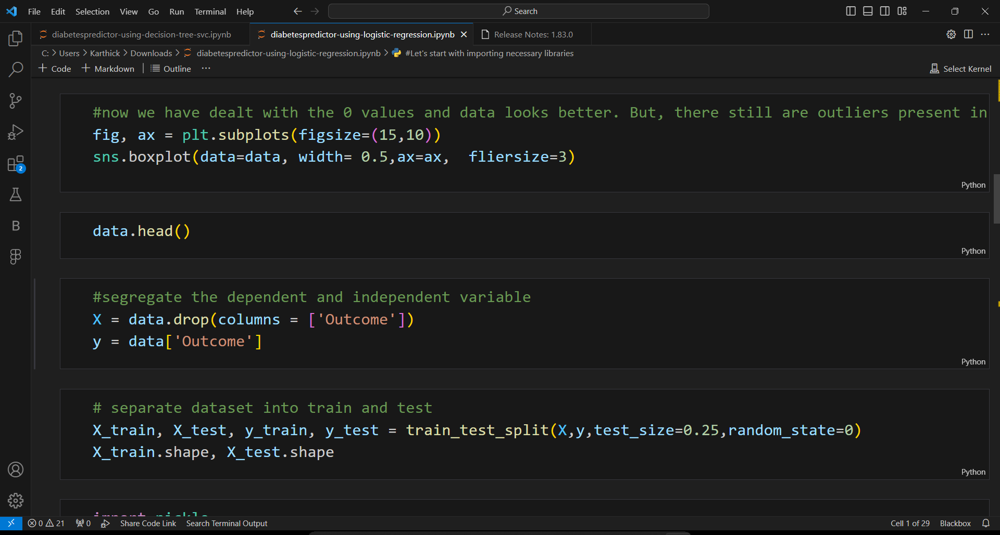 File Edit Selection View Go Run Terminal Help Search
diabetespredictor-using-decision-tree-svc.ipynb diabetespredictor-using-logistic-regression.ipynb Release Notes: 1.83.0
C: > Users > Karthick > Downloads > diabetespredictor-using-logistic-regression.ipynb > #Let's start with importing necessary libraries
+ Code + Markdown | Outline ... Select Kernel
#now we have dealt with the 0 values and data looks better. But, there still are outliers present in
fig, ax = plt.subplots(figsize=(15,10))
sns.boxplot(data=data, width= 0.5,ax=ax,  fliersize=3)
Python
data.head()
Python
#segregate the dependent and independent variable
X = data.drop(columns = ['Outcome'])
y = data['Outcome']
Python
# separate dataset into train and test
X_train, X_test, y_train, y_test = train_test_split(X,y,test_size=0.25,random_state=0)
X_train.shape, X_test.shape
Python
import pickle
2
B
0 21 0 Share Code Link Search Terminal Output Cell 1 of 29 Blackbox